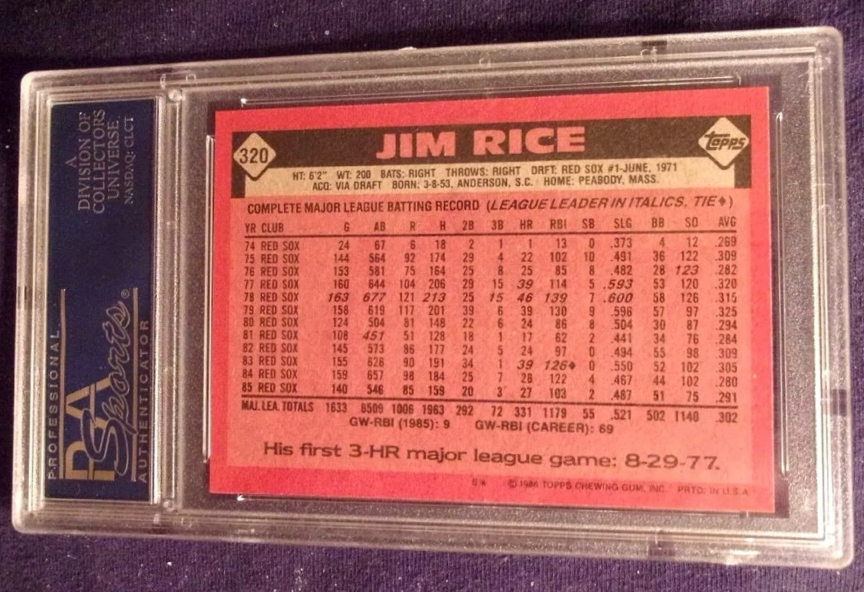 A
DIVISION OF
COLLECTORS
UNIVERSE.
NASDAQ: CLCT
PROFESSIONAL
PSA
Sports®
AUTHENTICATOR
320
JIM RICE
Topps
HT: 6'2" WT: 200 BATS: RIGHT THROWS: RIGHT DRFT: RED SOX #1-JUNE, 1971
ACQ: VIA DRAFT BORN: 3-8-53, ANDERSON, S.C. HOME: PEABODY, MASS.
COMPLETE MAJOR LEAGUE BATTING RECORD (LEAGUE LEADER IN ITALICS, TIE♦)
YR CLUB G AB R H 2B 3B HR RBI SB SLG BB SO AVG
74 RED SOX 24 67 6 18 2 1 1 13 0 .373 4 12 .269
75 RED SOX 144 564 92 174 29 4 22 102 10 .491 36 122 .309
76 RED SOX 153 581 75 164 25 8 25 85 8 .482 28 123 .282
77 RED SOX 160 644 104 206 29 15 39 114 5 .593 53 120 .320
78 RED SOX 163 677 121 213 25 15 46 139 7 .600 58 126 .315
79 RED SOX 158 619 117 201 39 6 39 130 9 .596 57 97 .325
80 RED SOX 124 504 81 148 22 6 24 86 8 .504 30 87 .294
81 RED SOX 108 451 51 128 18 1 17 62 2 .441 34 76 .284
82 RED SOX 145 573 86 177 24 5 24 97 0 .494 55 98 .309
83 RED SOX 155 626 90 191 34 1 39 126♦ 0 .550 52 102 .305
84 RED SOX 159 657 98 184 25 7 28 122 4 .467 44 102 .280
85 RED SOX 140 546 85 159 20 3 27 103 2 .487 51 75 .291
MAJ. LEA. TOTALS 1633 6509 1006 1963 292 72 331 1179 55 .521 502 1140 .302
GW-RBI (1985): 9 GW-RBI (CAREER): 69
His first 3-HR major league game: 8-29-77.
© 1986 TOPPS CHEWING GUM, INC. PRTD. IN U.S.A.